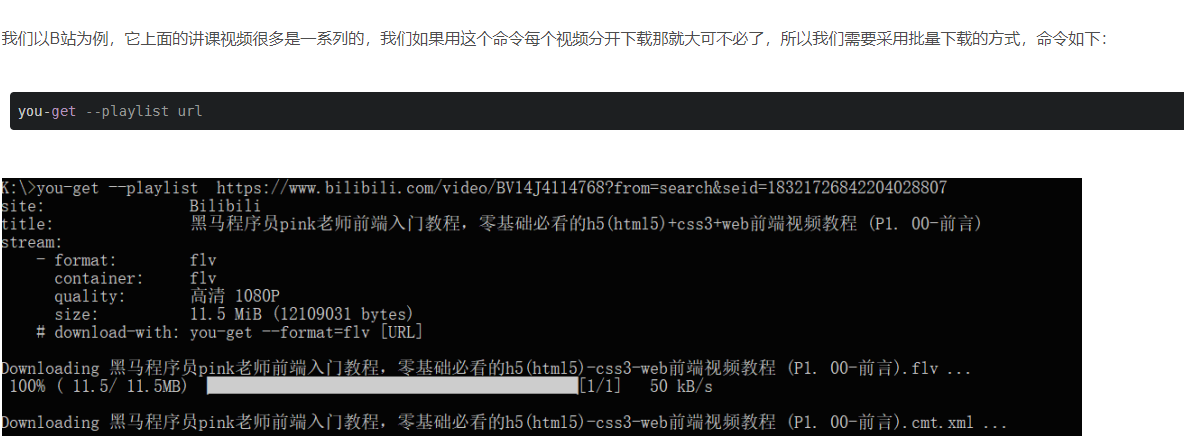 我们以B站为例，它上面的讲课视频很多是一系列的，我们如果用这个命令每个视频分开下载那就大可不必了，所以我们需要采用批量下载的方式，命令如下：
you-get --playlist url
K:\>you-get --playlist  https://www.bilibili.com/video/BV14J4114768?from=search&seid=18321726842204028807
site:                Bilibili
title:               黑马程序员pink老师前端入门教程，零基础必看的h5(html5)+css3+web前端视频教程 (P1. 00-前言)
stream:
    - format:        flv
      container:     flv
      quality:       高清 1080P
      size:          11.5 MiB (12109031 bytes)
    # download-with: you-get --format=flv [URL]
Downloading 黑马程序员pink老师前端入门教程，零基础必看的h5(html5)-css3-web前端视频教程 (P1. 00-前言).flv ...
 100% ( 11.5/ 11.5MB) [1/1]   50 kB/s
Downloading 黑马程序员pink老师前端入门教程，零基础必看的h5(html5)-css3-web前端视频教程 (P1. 00-前言).cmt.xml ...